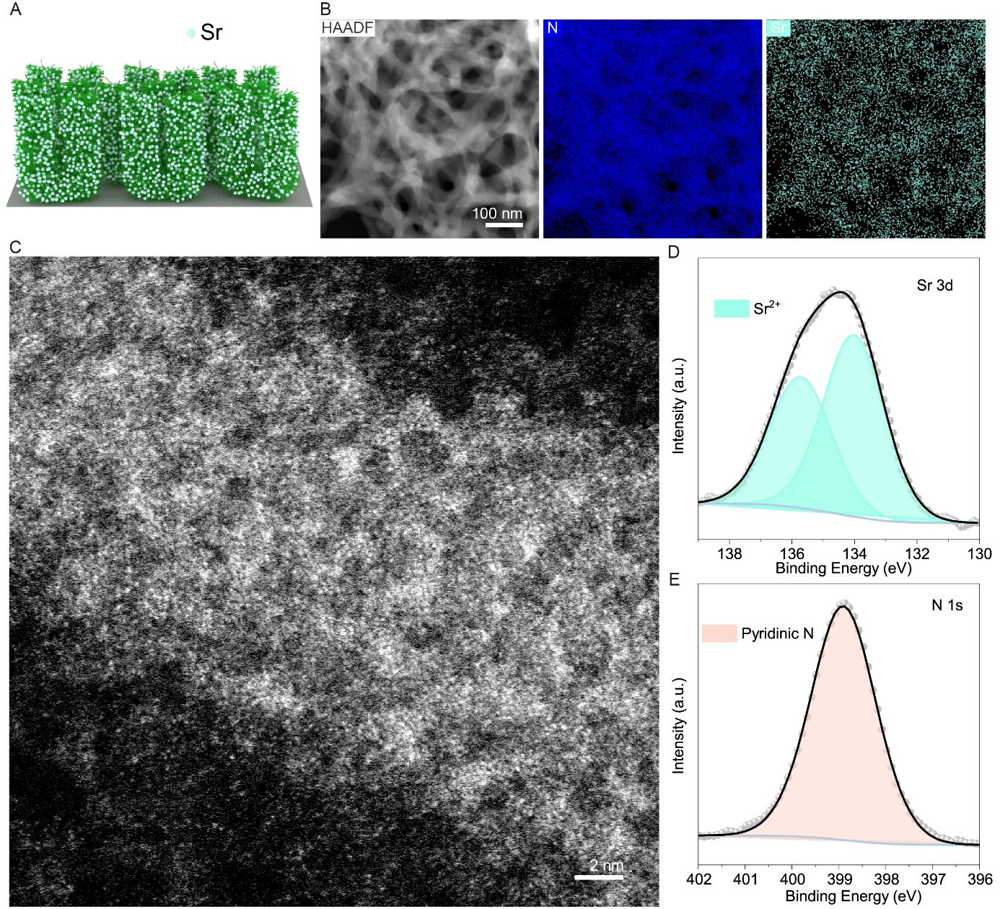 A
Sr
B
HAADF
N
Sr
100 nm
C
2 nm
D
Sr 3d
Sr²⁺
Intensity (a.u.)
138 136 134 132 130
Binding Energy (eV)
E
N 1s
Pyridinic N
Intensity (a.u.)
402 401 400 399 398 397 396
Binding Energy (eV)